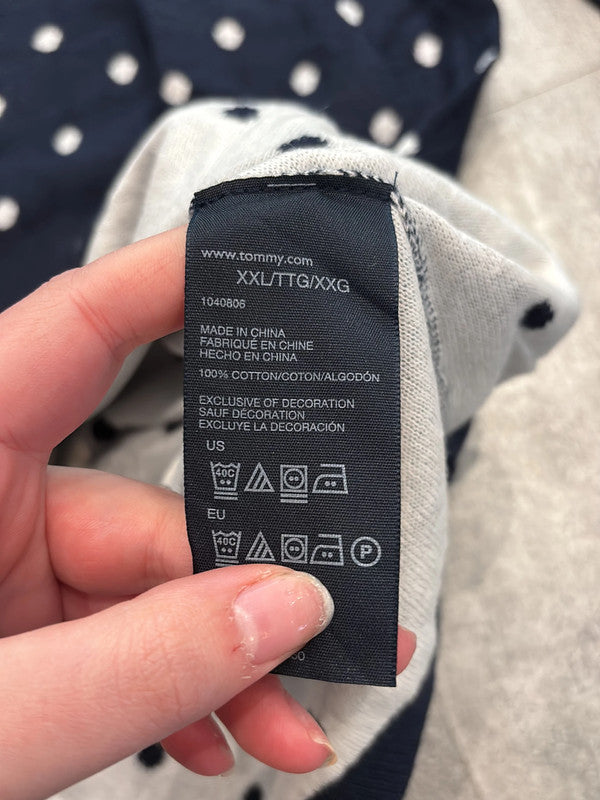 www.tommy.com
XXL/TTG/XXG
1040806
MADE IN CHINA
FABRIQUÉ EN CHINE
HECHO EN CHINA
100% COTTON/COTON/ALGODÓN
EXCLUSIVE OF DECORATION
SAUF DÉCORATION
EXCLUYE LA DECORACIÓN
US
40C
EU
40C P